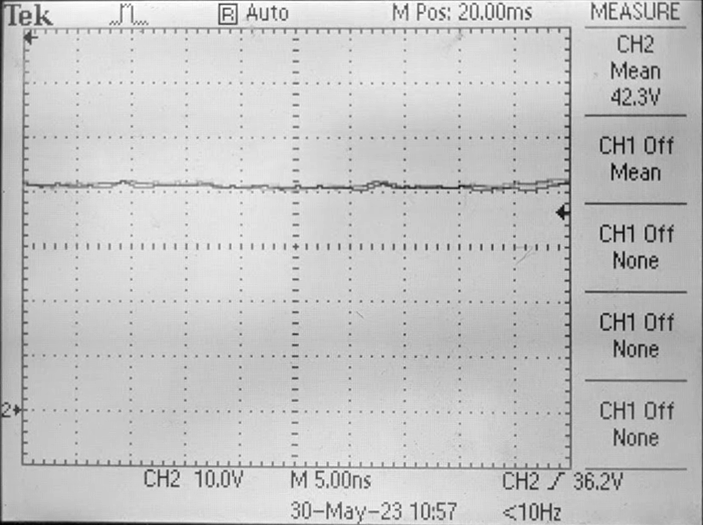 Tek
R Auto
M Pos: 20.00ms
MEASURE
CH2
Mean
42.3V
CH1 Off
Mean
CH1 Off
None
CH1 Off
None
CH1 Off
None
2
CH2 10.0V
M 5.00ns
CH2 36.2V
30-May-23 10:57
<10Hz